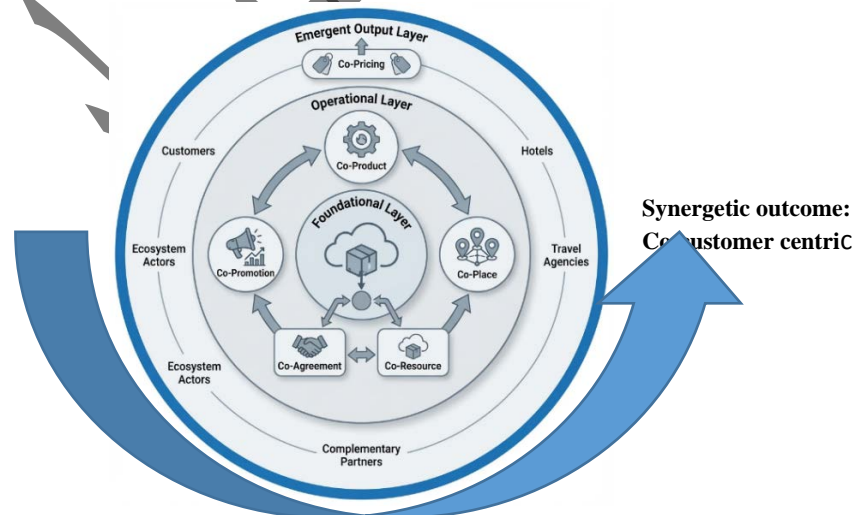 Emergent Output Layer
Co-Pricing
Operational Layer
Customers
Hotels
Co-Product
Foundational Layer
Synergetic outcome:
customer centric
Ecosystem
Actors
Co-Promotion
Co-Place
Travel
Agencies
Co-Agreement
Co-Resource
Ecosystem
Actors
Complementary
Partners